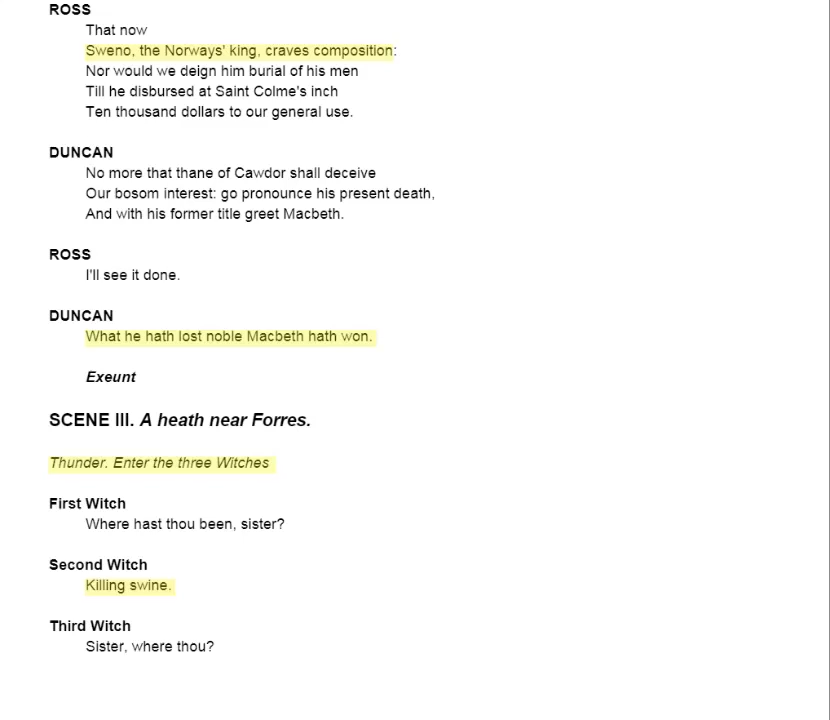 ROSS
That now
Sweno, the Norways' king, craves composition:
Nor would we deign him burial of his men
Till he disbursed at Saint Colme's inch
Ten thousand dollars to our general use.
DUNCAN
No more that thane of Cawdor shall deceive
Our bosom interest: go pronounce his present death,
And with his former title greet Macbeth.
ROSS
I'll see it done.
DUNCAN
What he hath lost noble Macbeth hath won.
Exeunt
SCENE III. A heath near Forres.
Thunder. Enter the three Witches
First Witch
Where hast thou been, sister?
Second Witch
Killing swine.
Third Witch
Sister, where thou?